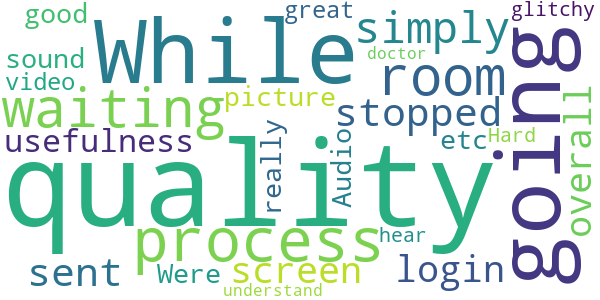 good
great
glitchy
While
simply
going
doctor
sound
room
video
waiting
picture
stopped
overall
usefulness
really
Audio
etc
Hard
quality
process
hear
sent
Were
screen
login
understand